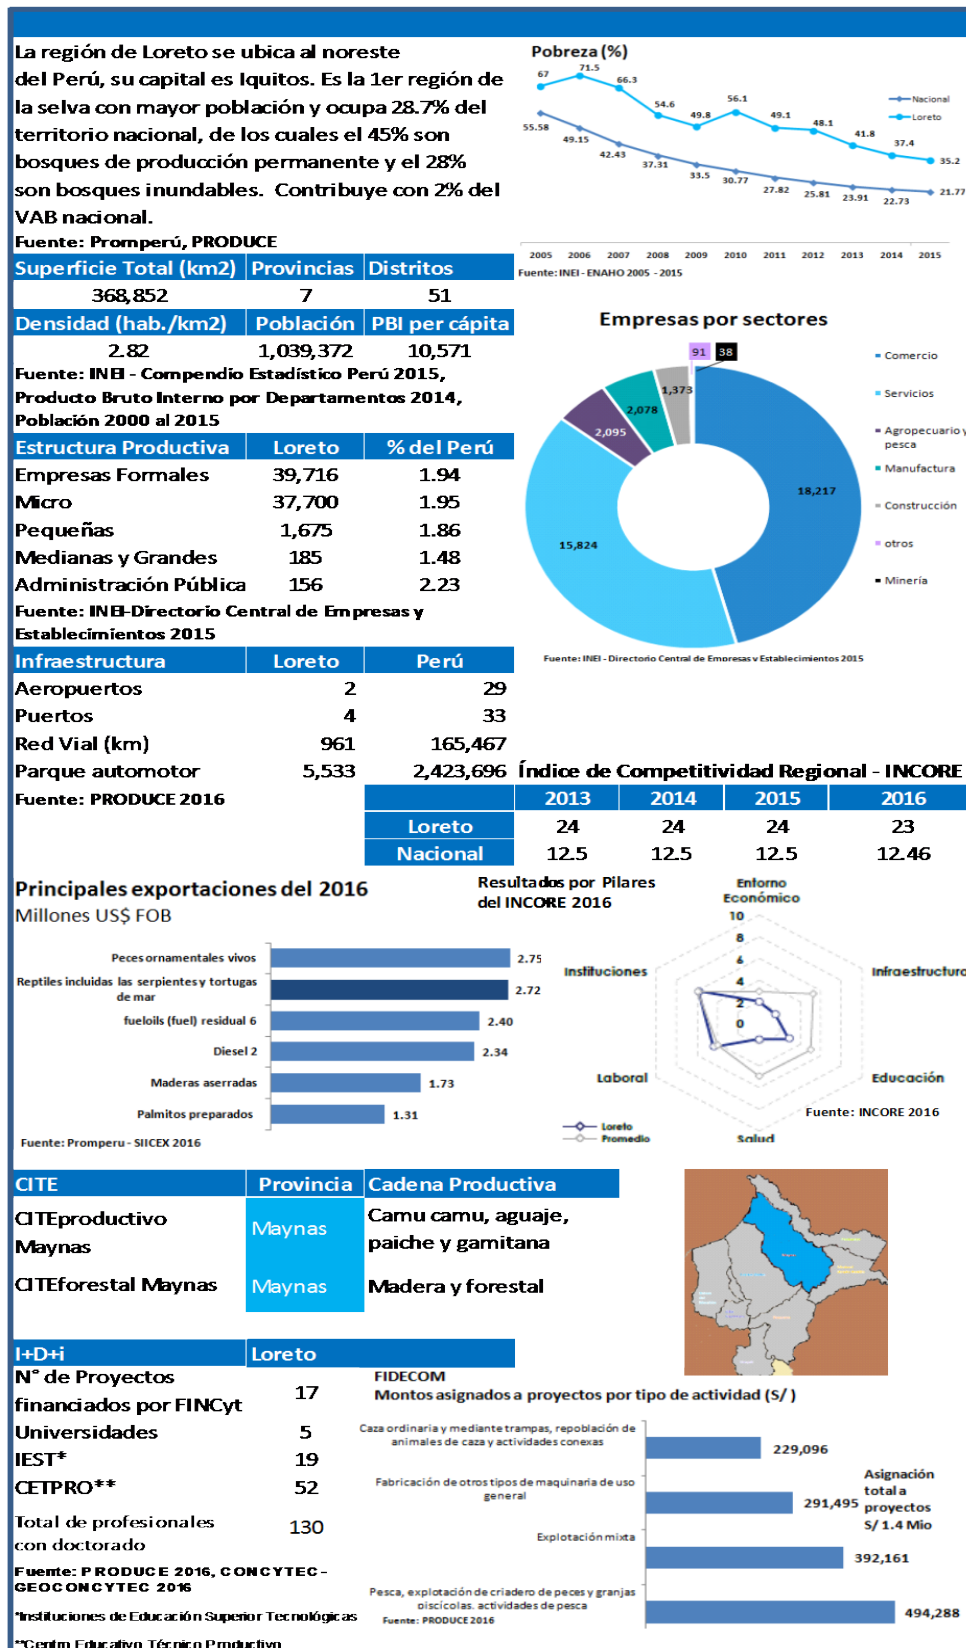 La región de Loreto se ubica al noreste
del Perú, su capital es Iquitos. Es la 1er región de
la selva con mayor población y ocupa 28.7% del
territorio nacional, de los cuales el 45% son
bosques de producción permanente y el 28%
son bosques inundables. Contribuye con 2% del
VAB nacional.
Fuente: Promperú, PRODUCE
Pobreza (%)
67 71.5 66.3 54.6 49.8 56.1 49.1 48.1 41.8 37.4 35.2
55.58 49.15 42.43 37.31 33.5 30.77 27.82 25.81 23.91 22.73 21.77
Nacional
Loreto
2005 2006 2007 2008 2009 2010 2011 2012 2013 2014 2015
Fuente: INEI - ENAHO 2005 - 2015
Superficie Total (km2) Provincias Distritos
368,852 7 51
Densidad (hab./km2) Población PBI per cápita
2.82 1,039,372 10,571
Fuente: INEI - Compendio Estadístico Perú 2015,
Producto Bruto Interno por Departamentos 2014,
Población 2000 al 2015
Empresas por sectores
91 38
1,373
2,078
2,095
18,217
15,824
Comercio
Servicios
Agropecuario y
pesca
Manufactura
Construcción
otros
Minería
Fuente: INEI - Directorio Central de Empresas y Establecimientos 2015
Estructura Productiva Loreto % del Perú
Empresas Formales 39,716 1.94
Micro 37,700 1.95
Pequeñas 1,675 1.86
Medianas y Grandes 185 1.48
Administración Pública 156 2.23
Fuente: INEI-Directorio Central de Empresas y
Establecimientos 2015
Infraestructura Loreto Perú
Aeropuertos 2 29
Puertos 4 33
Red Vial (km) 961 165,467
Parque automotor 5,533 2,423,696
Fuente: PRODUCE 2016
Índice de Competitividad Regional - INCORE
2013 2014 2015 2016
Loreto 24 24 24 23
Nacional 12.5 12.5 12.5 12.46
Principales exportaciones del 2016
Millones US$ FOB
Peces ornamentales vivos 2.75
Reptiles incluidas las serpientes y tortugas
de mar 2.72
fueloils (fuel) residual 6 2.40
Diesel 2 2.34
Maderas aserradas 1.73
Palmitos preparados 1.31
Fuente: Promperu - SIICEX 2016
Resultados por Pilares
del INCORE 2016
Entorno
Económico
10
8
6
4
2
0
Instituciones
Infraestructura
Laboral
Educación
Salud
Fuente: INCORE 2016
Loreto
Promedio
CITE Provincia Cadena Productiva
CITEproductivo
Maynas
Maynas
Camu camu, aguaje,
paiche y gamitana
CITEforestal Maynas Maynas Madera y forestal
I+D+i Loreto
N° de Proyectos
financiados por FINCyt 17
Universidades 5
IEST* 19
CETPRO** 52
Total de profesionales
con doctorado 130
Fuente: PRODUCE 2016, CONCYTEC -
GEOCONCYTEC 2016
*Instituciones de Educación Superior Tecnológicas
**Centro Educativo Técnico Productivo
FIDECOM
Montos asignados a proyectos por tipo de actividad (S/ )
Caza ordinaria y mediante trampas, repoblación de
animales de caza y actividades conexas 229,096
Fabricación de otros tipos de maquinaria de uso
general 291,495
Explotación mixta 392,161
Pesca, explotación de criadero de peces y granjas
piscícolas. actividades de pesca 494,288
Asignación
total a
proyectos
S/ 1.4 Mio
Fuente: PRODUCE 2016